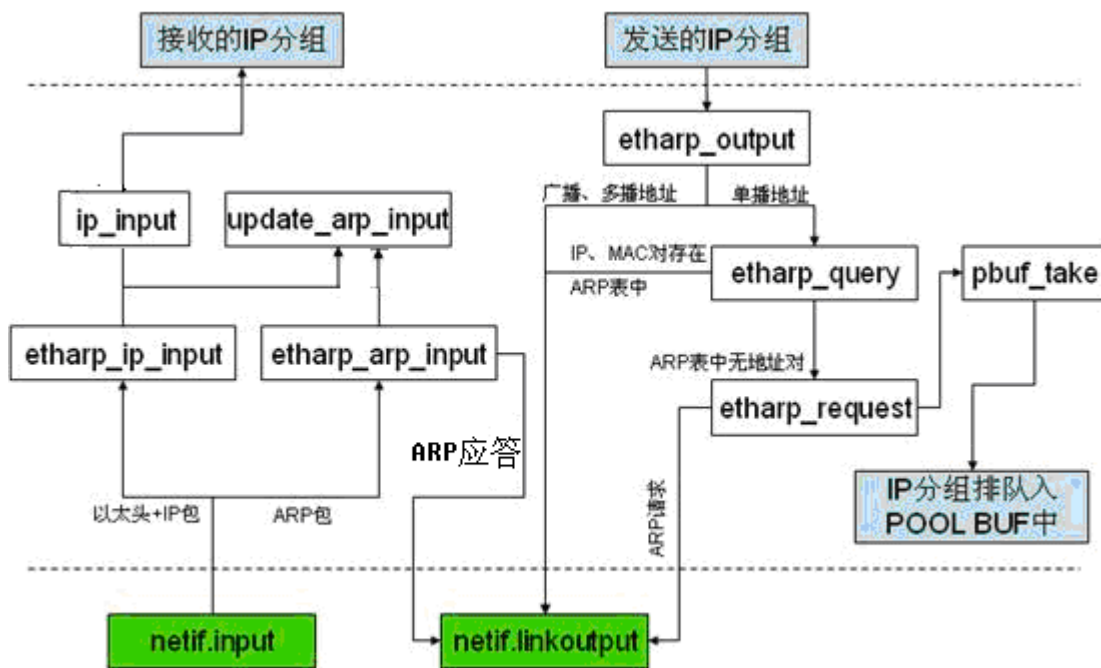 接收的IP分组
发送的IP分组
etharp_output
广播、多播地址
单播地址
ip_input
update_arp_input
IP、MAC对存在
ARP表中
etharp_query
pbuf_take
etharp_ip_input
etharp_arp_input
ARP表中无地址对
etharp_request
ARP应答
以太头+IP包
ARP包
ARP请求
IP分组排队入
POOL BUF中
netif.input
netif.linkoutput